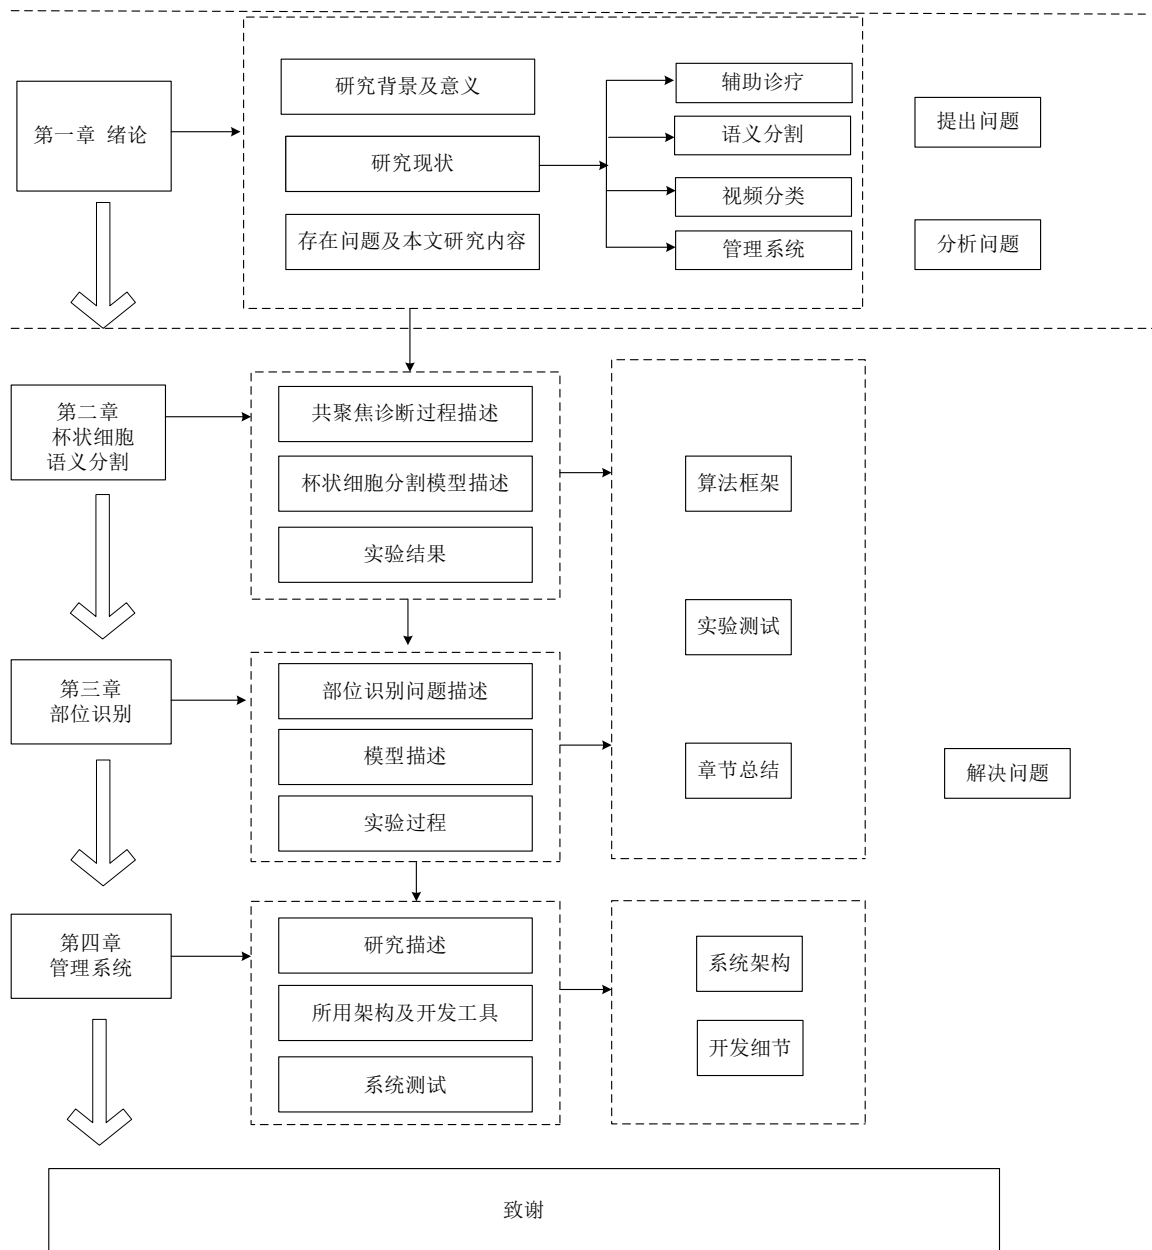 第一章 绪论
研究背景及意义
研究现状
存在问题及本文研究内容
辅助诊疗
语义分割
视频分类
管理系统
提出问题
分析问题
第二章
杯状细胞
语义分割
共聚焦诊断过程描述
杯状细胞分割模型描述
实验结果
算法框架
实验测试
章节总结
第三章
部位识别
部位识别问题描述
模型描述
实验过程
解决问题
第四章
管理系统
研究描述
所用架构及开发工具
系统测试
系统架构
开发细节
致谢